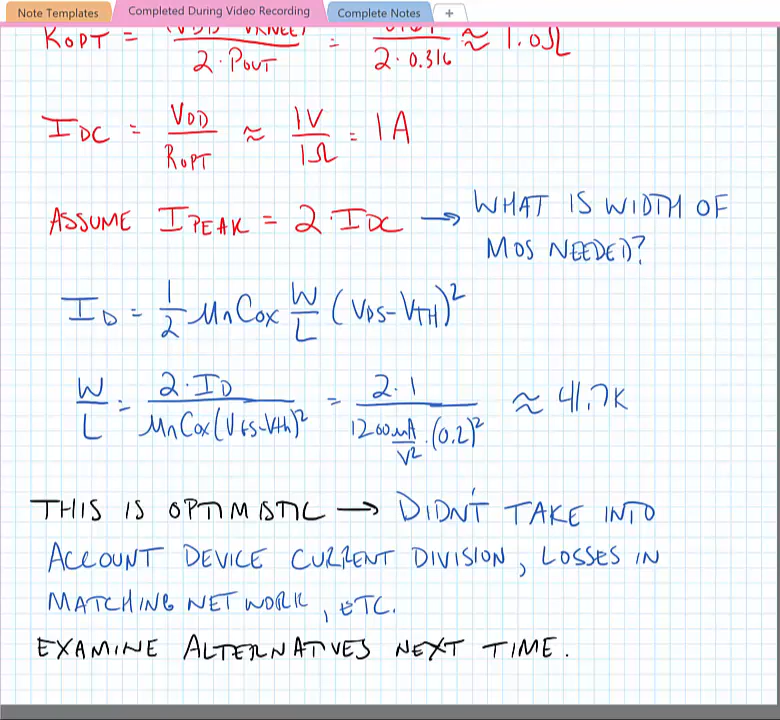 Note Templates Completed During Video Recording Complete Notes +
ROPT = / 2·POUT = / 2·0.316 ≈ 1.0Ω
IDC = VDD / ROPT ≈ 1V / 1Ω = 1A
ASSUME IPEAK = 2·IDC → WHAT IS WIDTH OF
MOS NEEDED?
ID = 1/2 μnCox W/L (VDS-VTH)²
W/L = 2·ID / μnCox(VGS-Vth)² = 2·1 / 1200 μA/V² · (0.2)² ≈ 41.7K
THIS IS OPTIMISTIC → DIDN'T TAKE INTO
ACCOUNT DEVICE CURRENT DIVISION, LOSSES IN
MATCHING NETWORK, ETC.
EXAMINE ALTERNATIVES NEXT TIME.